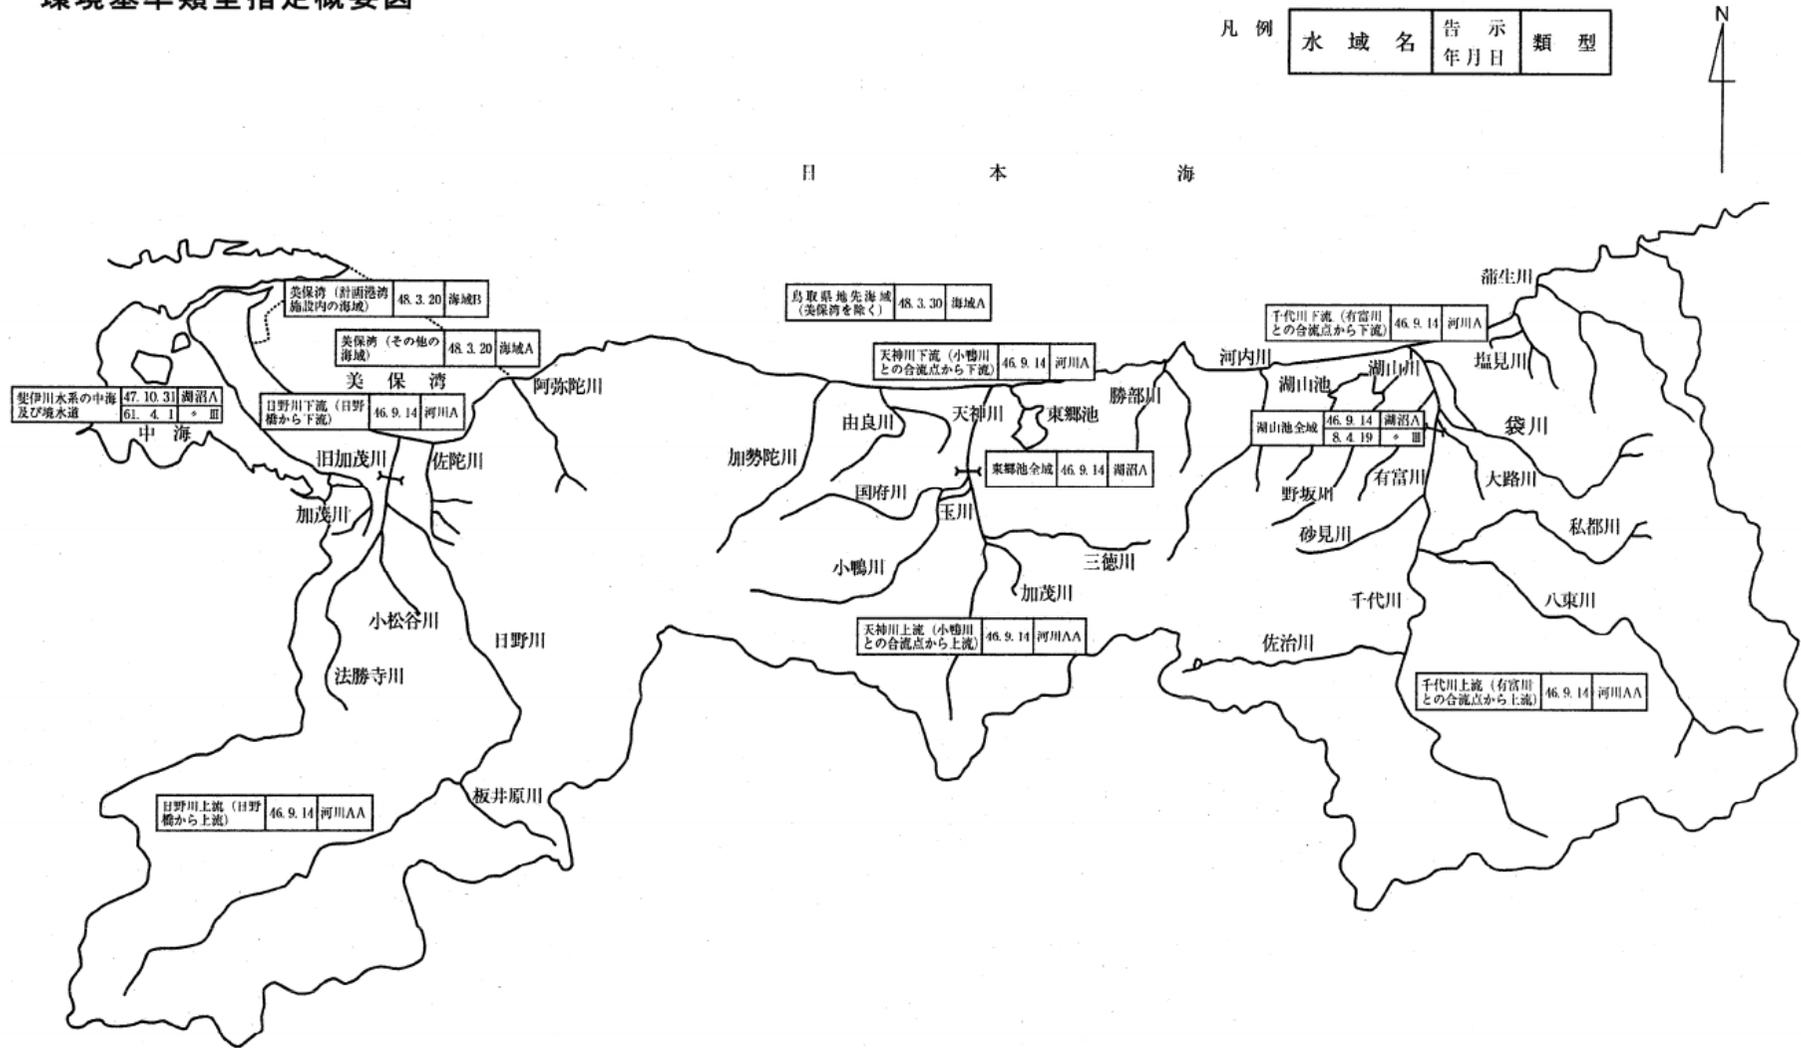 環境基準類型指定概要図
凡例
水域名
告示
年月日
類型
N
日本海
美保湾(計画港湾
施設内の海域)
48. 3. 20
海域B
美保湾(その他の
海域)
48. 3. 20
海域A
美保湾
鳥取県地先海域
(美保湾を除く)
48. 3. 30
海域A
蒲生川
千代川下流(有富川
との合流点から下流)
46. 9. 14
河川A
塩見川
天神川下流(小鴨川
との合流点から下流)
46. 9. 14
河川A
河内川
湖山川
湖山池
斐伊川水系の中海
及び境水道
47. 10. 31
湖沼A
61. 4. 1
〃 Ⅲ
中海
日野川下流(日野
橋から下流)
46. 9. 14
河川A
阿弥陀川
勝部川
由良川
天神川
東郷池
湖山池全域
46. 9. 14
湖沼A
8. 4. 19
〃 Ⅲ
袋川
旧加茂川
佐陀川
加勢陀川
東郷池全域
46. 9. 14
湖沼A
国府川
玉川
野坂川
有富川
大路川
加茂川
砂見川
私都川
小鴨川
三徳川
加茂川
千代川
八東川
小松谷川
日野川
天神川上流(小鴨川
との合流点から上流)
46. 9. 14
河川AA
佐治川
法勝寺川
千代川上流(有富川
との合流点から上流)
46. 9. 14
河川AA
板井原川
日野川上流(日野
橋から上流)
46. 9. 14
河川AA